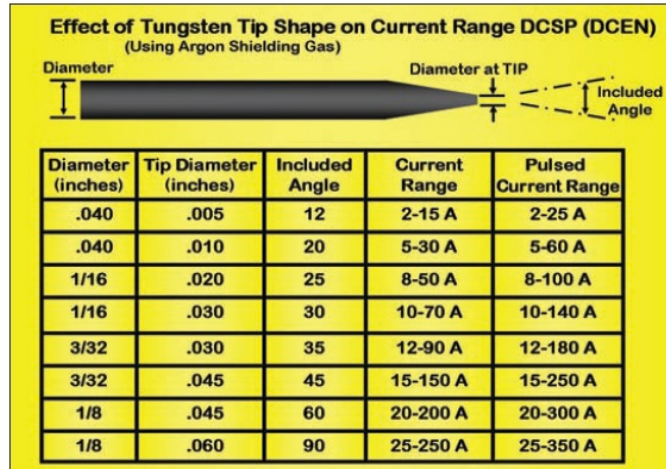 Effect of Tungsten Tip Shape on Current Range DCSP (DCEN)
(Using Argon Shielding Gas)
Diameter
Diameter at TIP
Included
Angle
Diameter (inches) Tip Diameter (inches) Included Angle Current Range Pulsed Current Range
.040 .005 12 2-15 A 2-25 A
.040 .010 20 5-30 A 5-60 A
1/16 .020 25 8-50 A 8-100 A
1/16 .030 30 10-70 A 10-140 A
3/32 .030 35 12-90 A 12-180 A
3/32 .045 45 15-150 A 15-250 A
1/8 .045 60 20-200 A 20-300 A
1/8 .060 90 25-250 A 25-350 A